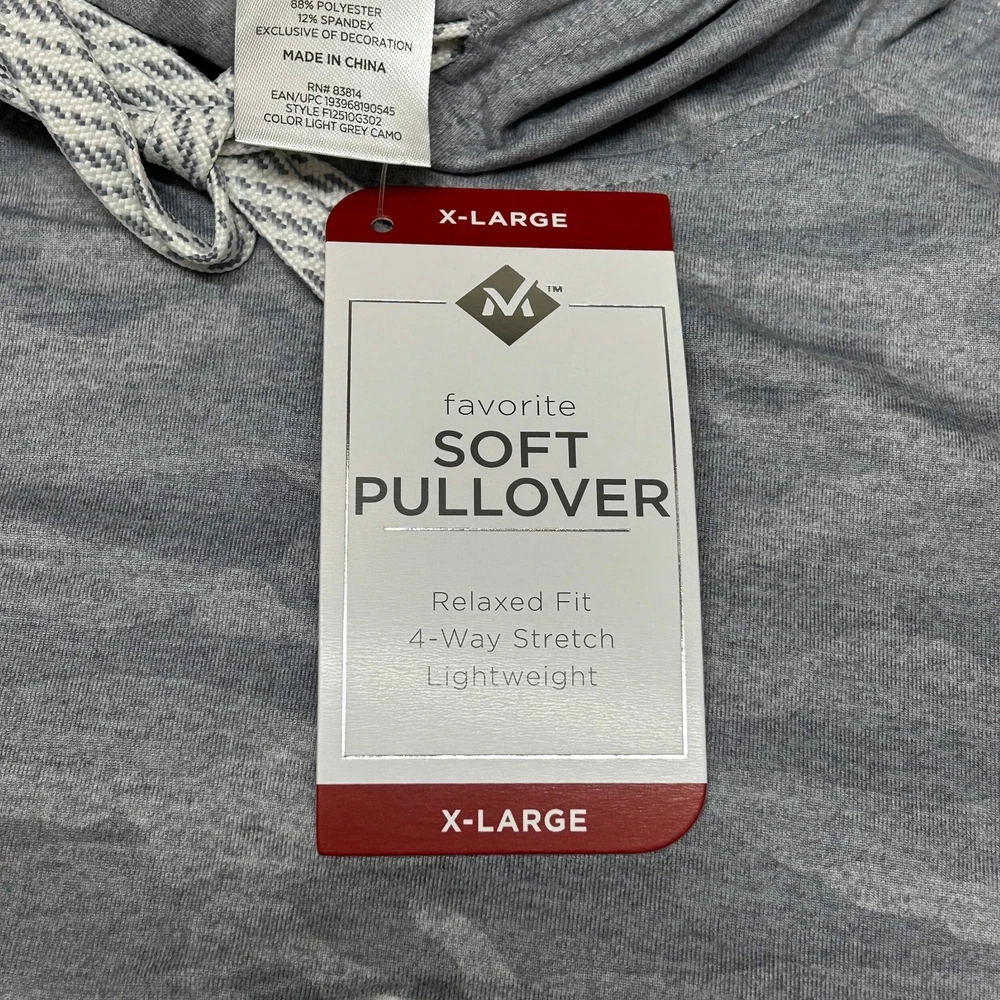 88% POLYESTER
12% SPANDEX
EXCLUSIVE OF DECORATION
MADE IN CHINA
RN# 83814
EAN/UPC 193968190545
STYLE F12510G302
COLOR LIGHT GREY CAMO
X-LARGE
M TM
favorite
SOFT
PULLOVER
Relaxed Fit
4-Way Stretch
Lightweight
X-LARGE